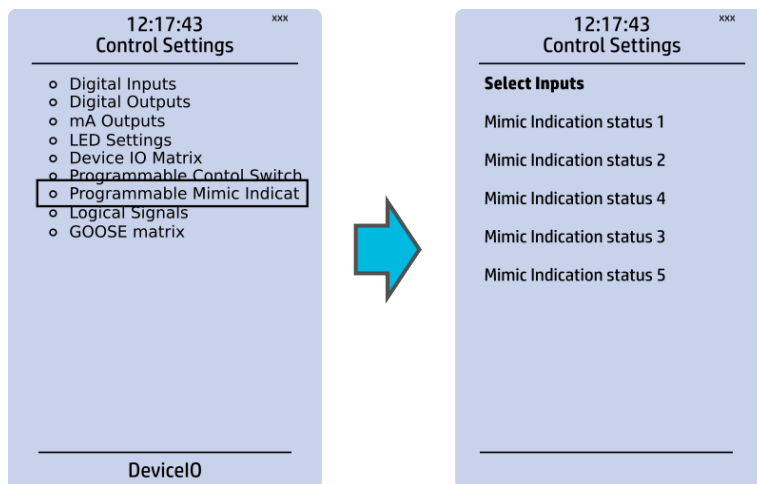 12:17:43
xxx
Control Settings
Digital Inputs
Digital Outputs
mA Outputs
LED Settings
Device IO Matrix
Programmable Contol Switch
Programmable Mimic Indicat
Logical Signals
GOOSE matrix
DeviceIO
12:17:43
xxx
Control Settings
Select Inputs
Mimic Indication status 1
Mimic Indication status 2
Mimic Indication status 4
Mimic Indication status 3
Mimic Indication status 5